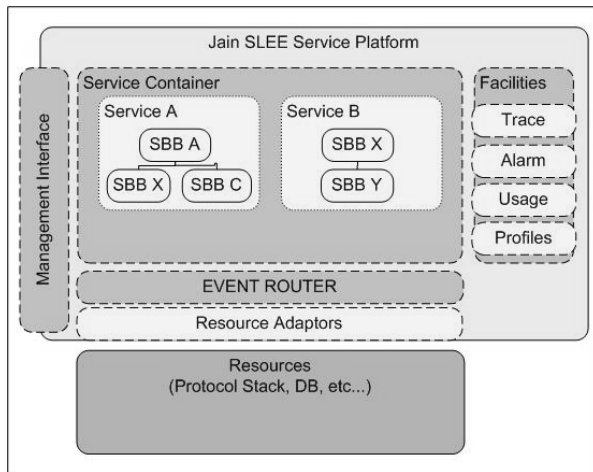 Jain SLEE Service Platform
Management Interface
Service Container
Service A
SBB A
SBB X
SBB C
Service B
SBB X
SBB Y
Facilities
Trace
Alarm
Usage
Profiles
EVENT ROUTER
Resource Adaptors
Resources
(Protocol Stack, DB, etc...)